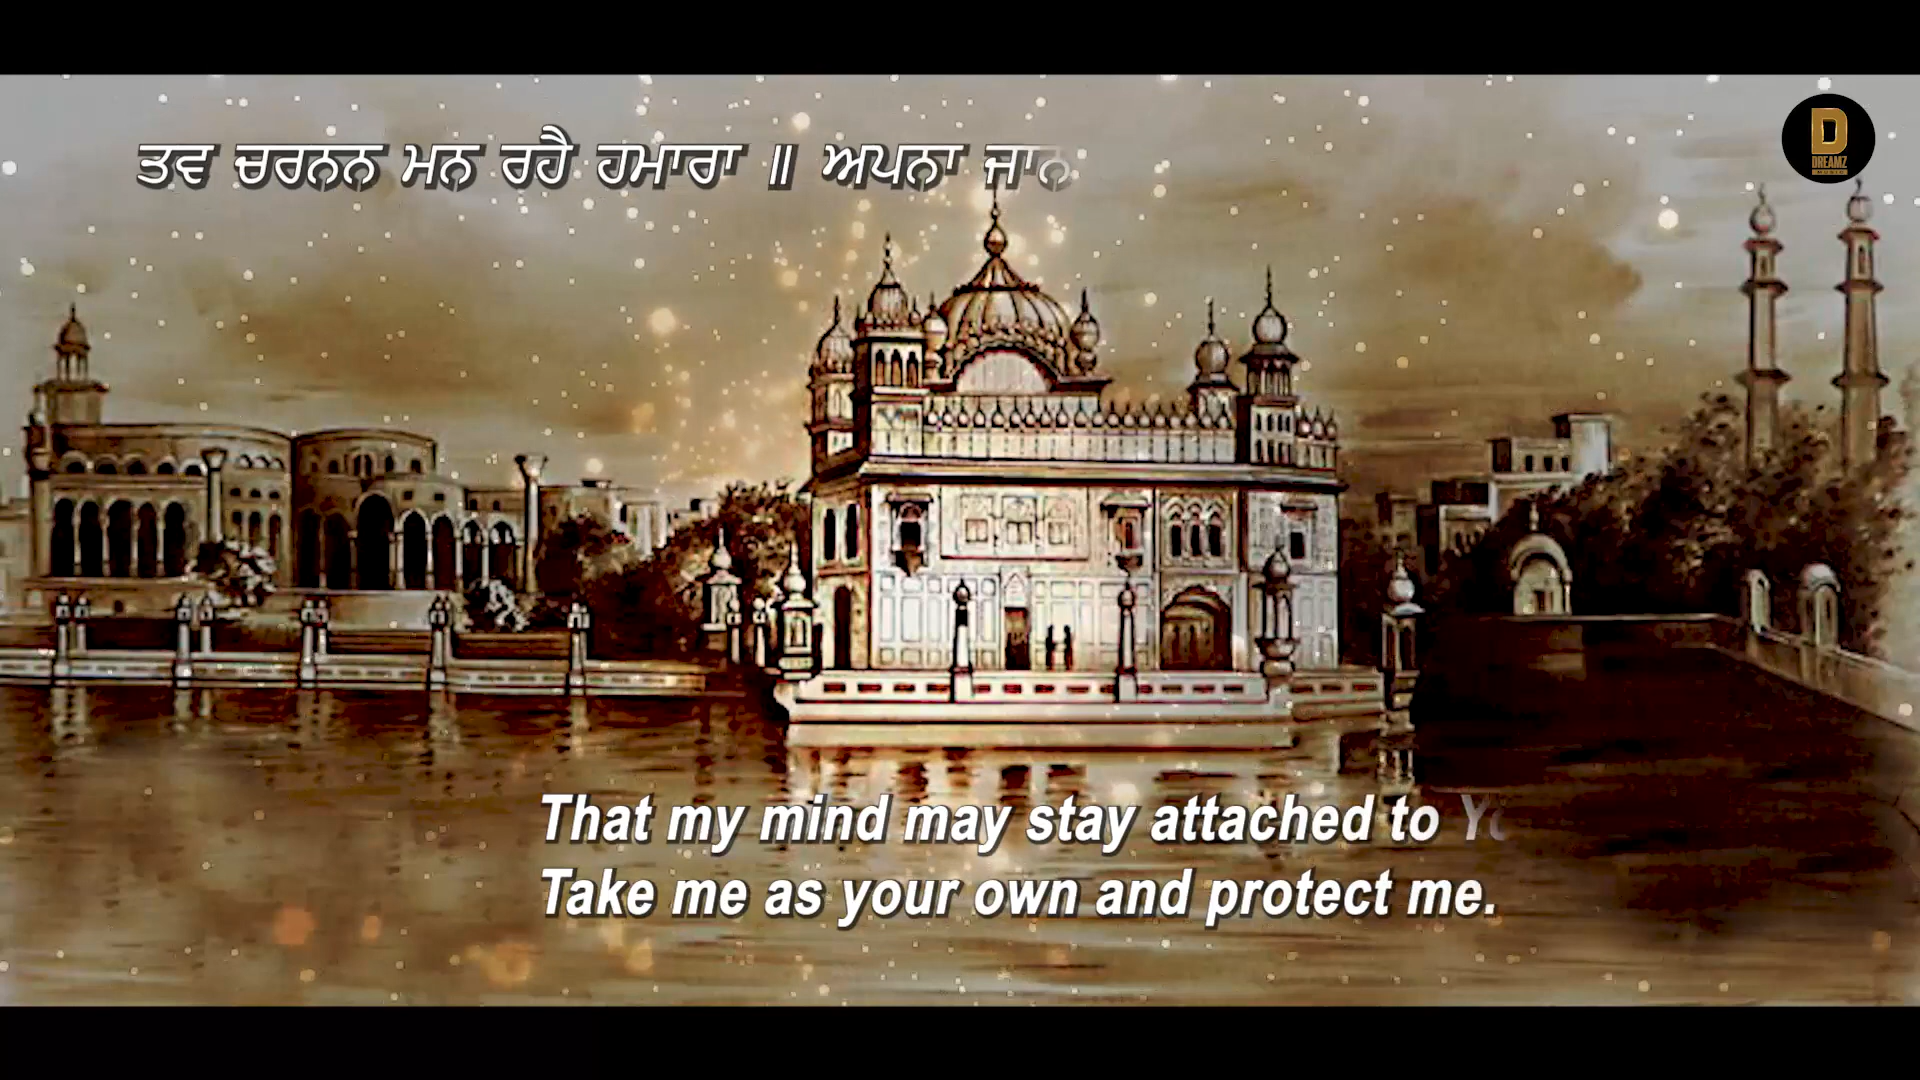 ਤਵ ਚਰਨਨ ਮਨ ਰਹੈ ਹਮਾਰਾ ॥ ਅਪਨਾ ਜਾਨ
D
DREAMZ
MUSIC
That my mind may stay attached to
Take me as your own and protect me.